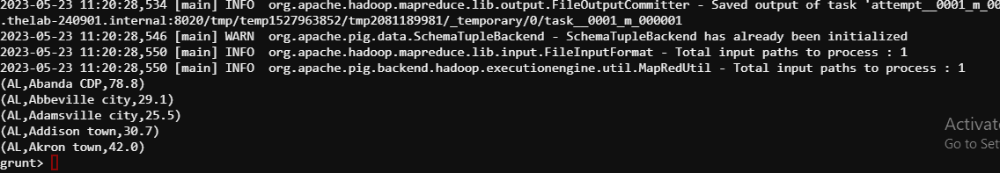 2023-05-23 11:20:28,534 [main] INFO  org.apache.hadoop.mapreduce.lib.output.FileOutputCommitter - Saved output of task 'attempt__0001_m_00
.thelab-240901.internal:8020/tmp/temp1527963852/tmp2081189981/_temporary/0/task__0001_m_000001
2023-05-23 11:20:28,546 [main] WARN  org.apache.pig.data.SchemaTupleBackend - SchemaTupleBackend has already been initialized
2023-05-23 11:20:28,550 [main] INFO  org.apache.hadoop.mapreduce.lib.input.FileInputFormat - Total input paths to process : 1
2023-05-23 11:20:28,550 [main] INFO  org.apache.pig.backend.hadoop.executionengine.util.MapRedUtil - Total input paths to process : 1
(AL,Abanda CDP,78.8)
(AL,Abbeville city,29.1)
(AL,Adamsville city,25.5)
(AL,Addison town,30.7)
(AL,Akron town,42.0)
grunt>
Activate
Go to Set